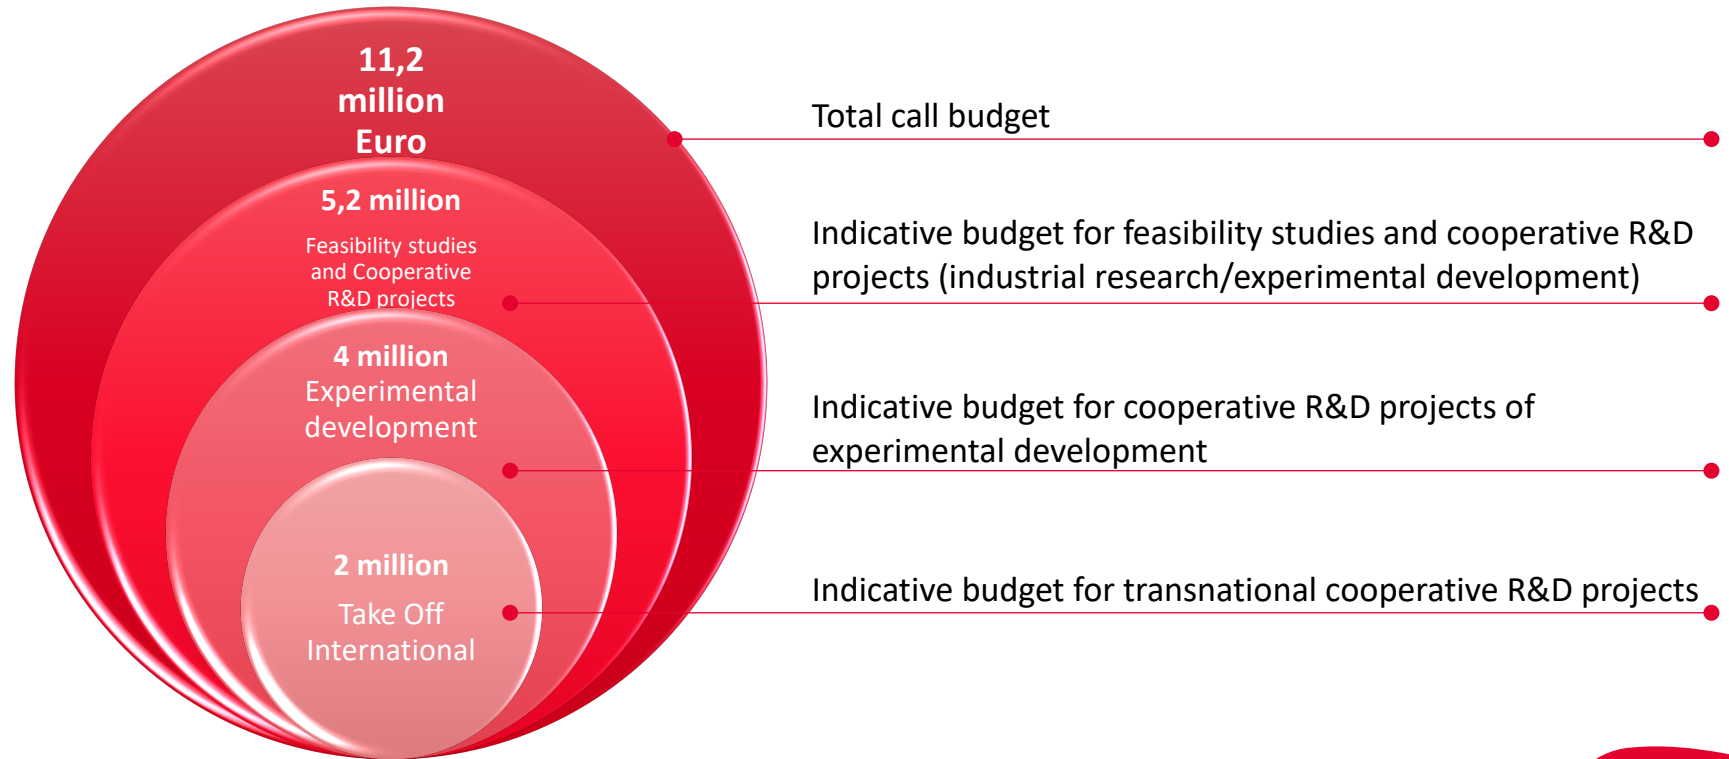 11,2
million
Euro
Total call budget
5,2 million
Feasibility studies
and Cooperative
R&D projects
Indicative budget for feasibility studies and cooperative R&D
projects (industrial research/experimental development)
4 million
Experimental
development
Indicative budget for cooperative R&D projects of
experimental development
2 million
Take Off
International
Indicative budget for transnational cooperative R&D projects